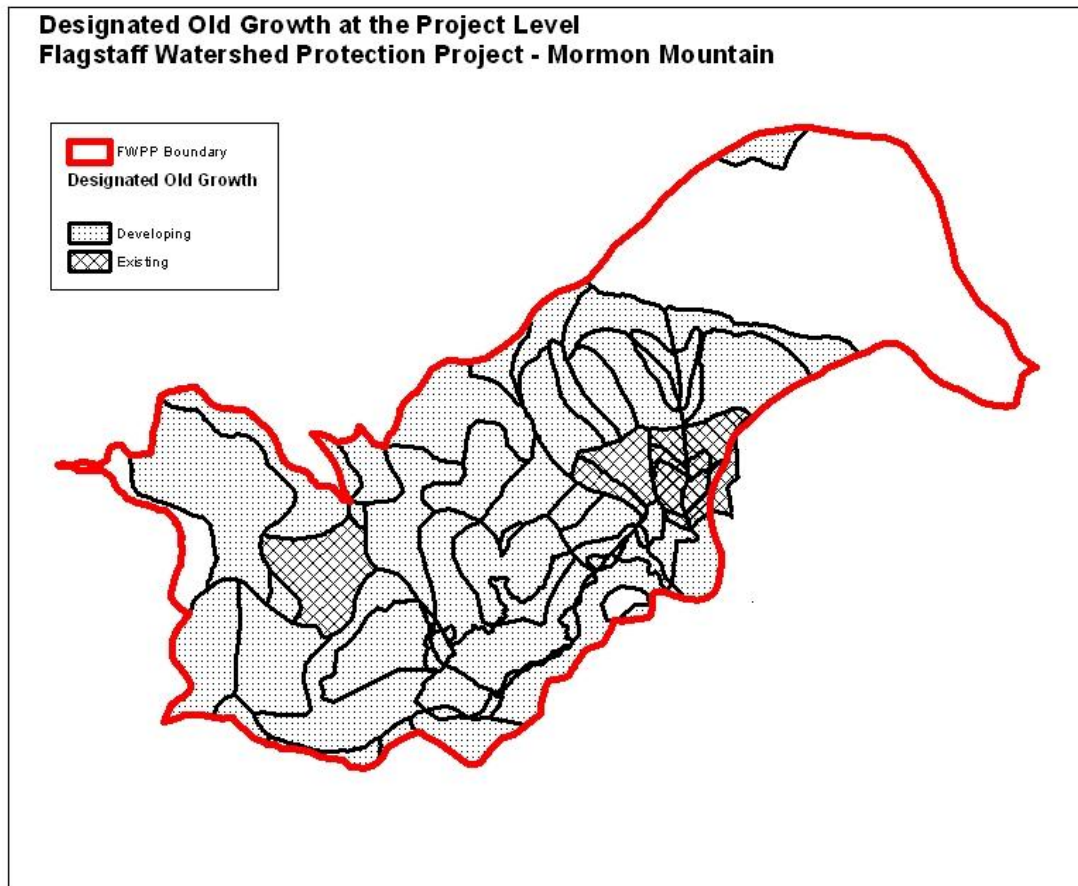 Designated Old Growth at the Project Level
Flagstaff Watershed Protection Project - Mormon Mountain
FWPP Boundary
Designated Old Growth
Developing
Existing